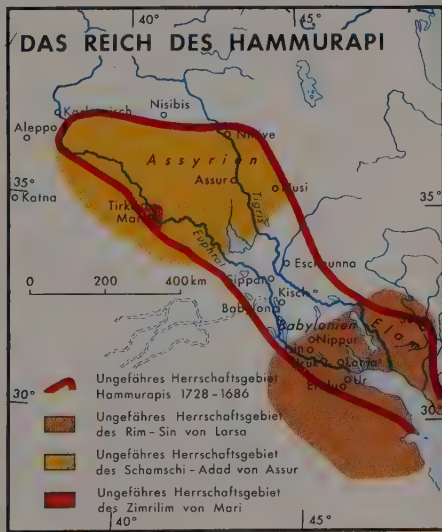 40° 45°
DAS REICH DES HAMMURAPI
Nisibis
Karkemisch
Aleppo
Ninive
Assyrien
Assur
Nusi
35° 35°
Katna
Tirka
Mari
Tigris
Euphrat
Eschnunna
0 200 400 km
Sippar
Kisch
Babylon
Babylonien
Elam
Nippur
Isin
Uruk Larsa
Ur
Eridu
Ungefähres Herrschaftsgebiet
Hammurapis 1728-1686
30° 30°
Ungefähres Herrschaftsgebiet
des Rim-Sin von Larsa
Ungefähres Herrschaftsgebiet
des Schamschi-Adad von Assur
Ungefähres Herrschaftsgebiet
des Zimrilim von Mari
40° 45°